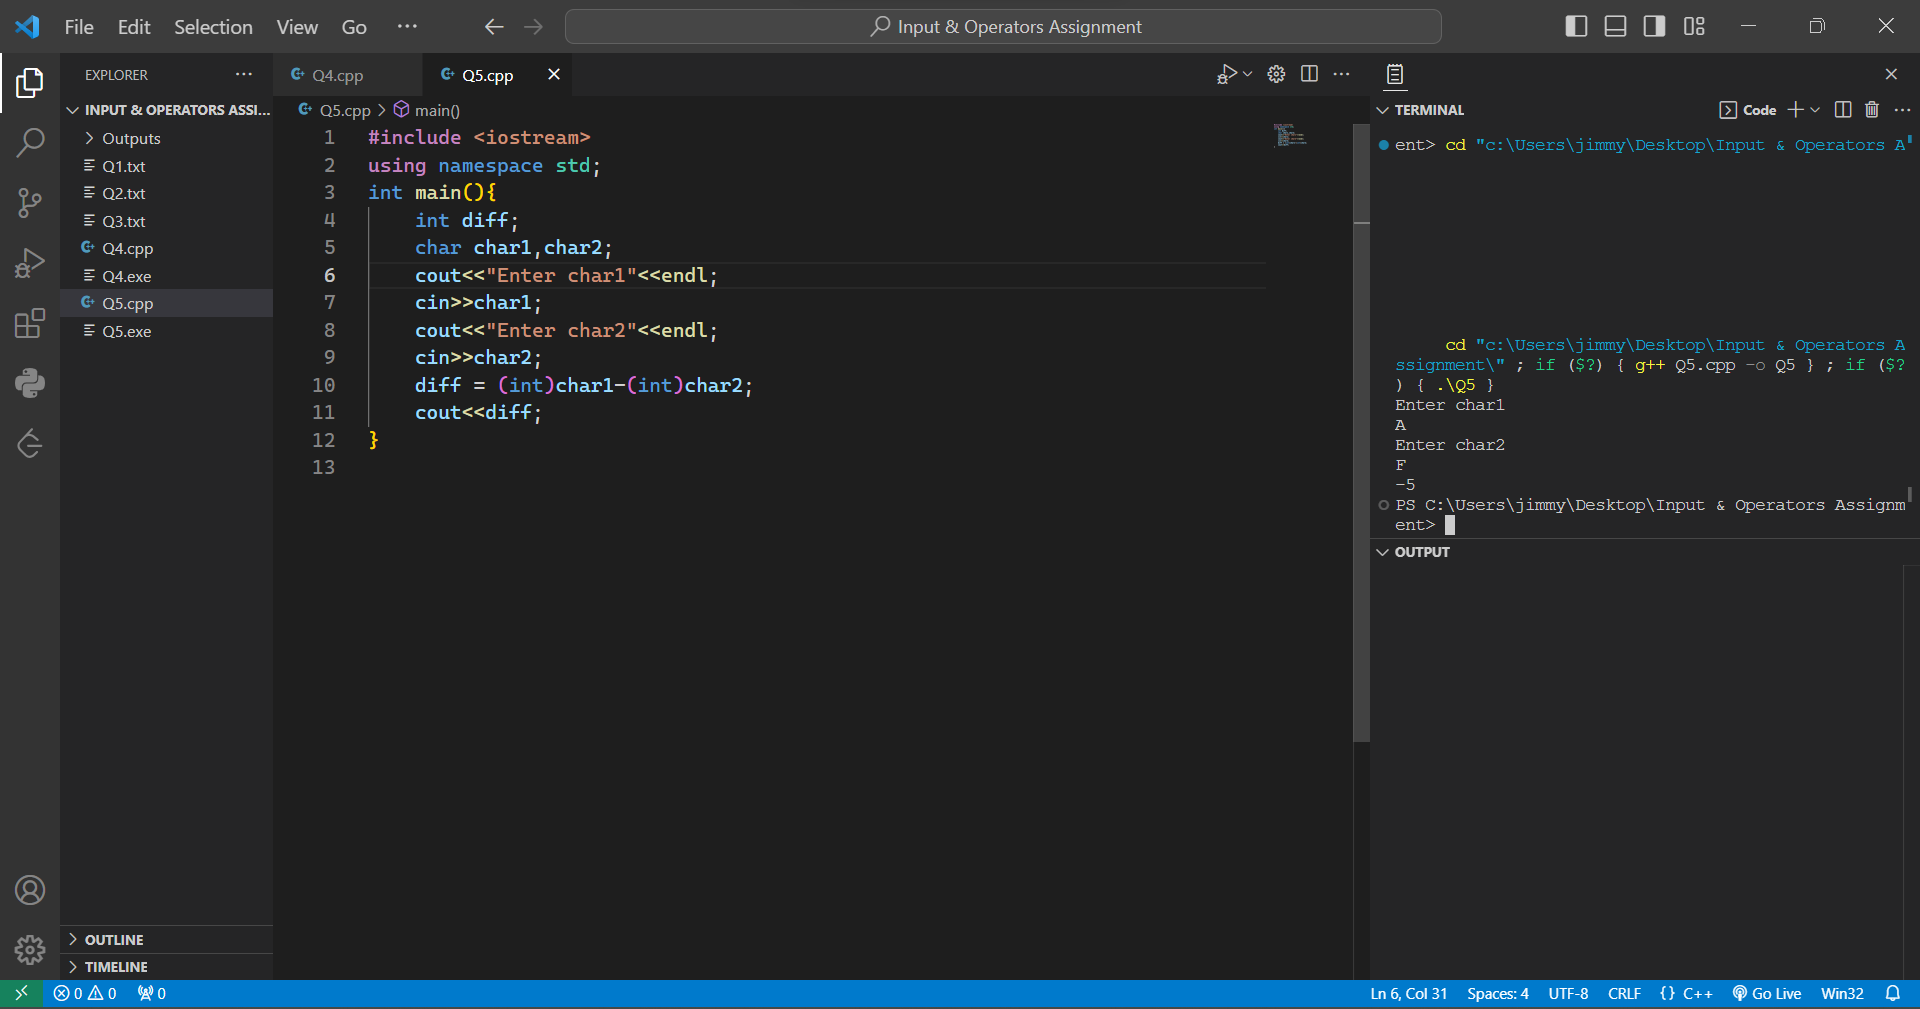 File Edit Selection View Go ···
Input & Operators Assignment
EXPLORER ···
INPUT & OPERATORS ASSI...
Outputs
Q1.txt
Q2.txt
Q3.txt
Q4.cpp
Q4.exe
Q5.cpp
Q5.exe
OUTLINE
TIMELINE
Q4.cpp
Q5.cpp
Q5.cpp > main()
1 #include <iostream>
2 using namespace std;
3 int main(){
4 int diff;
5 char char1,char2;
6 cout<<"Enter char1"<<endl;
7 cin>>char1;
8 cout<<"Enter char2"<<endl;
9 cin>>char2;
10 diff = (int)char1-(int)char2;
11 cout<<diff;
12 }
13
TERMINAL
Code
ent> cd "c:\Users\jimmy\Desktop\Input & Operators A
cd "c:\Users\jimmy\Desktop\Input & Operators A
ssignment\" ; if ($?) { g++ Q5.cpp -o Q5 } ; if ($?
) { .\Q5 }
Enter char1
A
Enter char2
F
-5
PS C:\Users\jimmy\Desktop\Input & Operators Assignm
ent>
OUTPUT
0 0 0
Ln 6, Col 31 Spaces: 4 UTF-8 CRLF {} C++ Go Live Win32